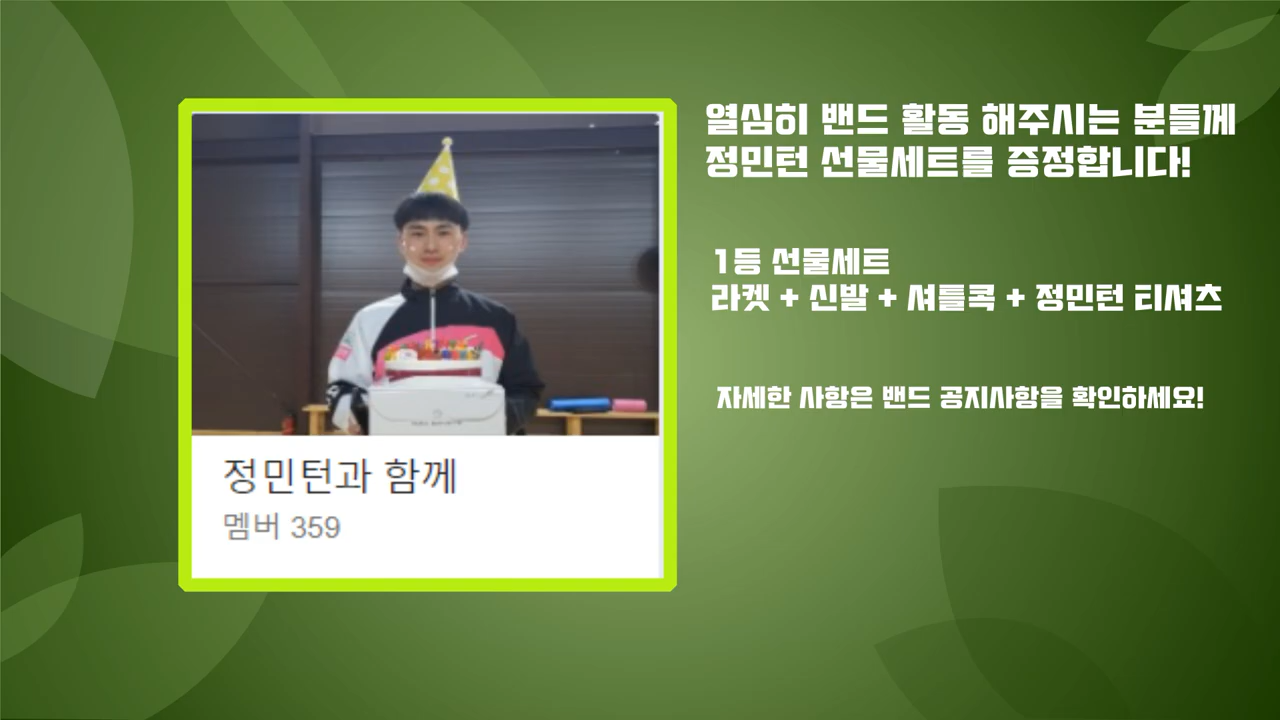 열심히 밴드 활동 해주시는 분들께
정민턴 선물세트를 증정합니다!
1등 선물세트
라켓 + 신발 + 셔틀콕 + 정민턴 티셔츠
자세한 사항은 밴드 공지사항을 확인하세요!
정민턴과 함께
멤버 359